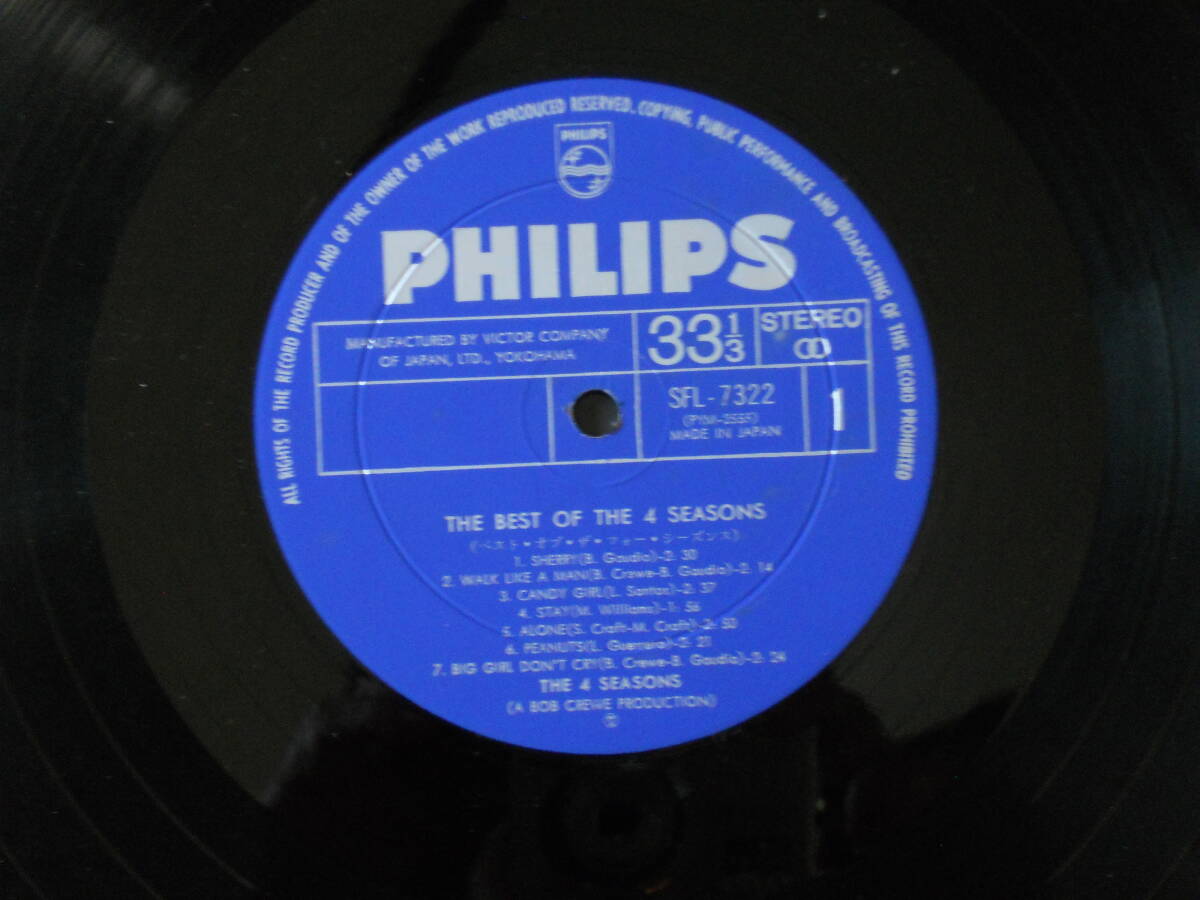 ALL RIGHTS OF THE RECORD PRODUCER AND OF THE OWNER OF THE WORK REPRODUCED RESERVED. COPYING, PUBLIC PERFORMANCE AND BROADCASTING OF THIS RECORD PROHIBITED
PHILIPS
PHILIPS
MANUFACTURED BY VICTOR COMPANY
OF JAPAN, LTD., YOKOHAMA
33 1/3
STEREO
SFL-7322
MADE IN JAPAN
1
THE BEST OF THE 4 SEASONS
(ベスト・オブ・ザ・フォー・シーズンス)
1. SHERRY(B. Gaudio)-2: 30
2. WALK LIKE A MAN(B. Crewe-B. Gaudio)-2: 14
3. CANDY GIRL(L. Santos)-2: 37
4. STAY(M. Williams)-1: 56
5. ALONE(S. Craft-M. Craft)-2: 50
6. PEANUTS(L. -2: 21
7. BIG GIRL DON'T CRY(B. Crewe-B. Gaudio)-2: 24
THE 4 SEASONS
(A BOB CREWE PRODUCTION)